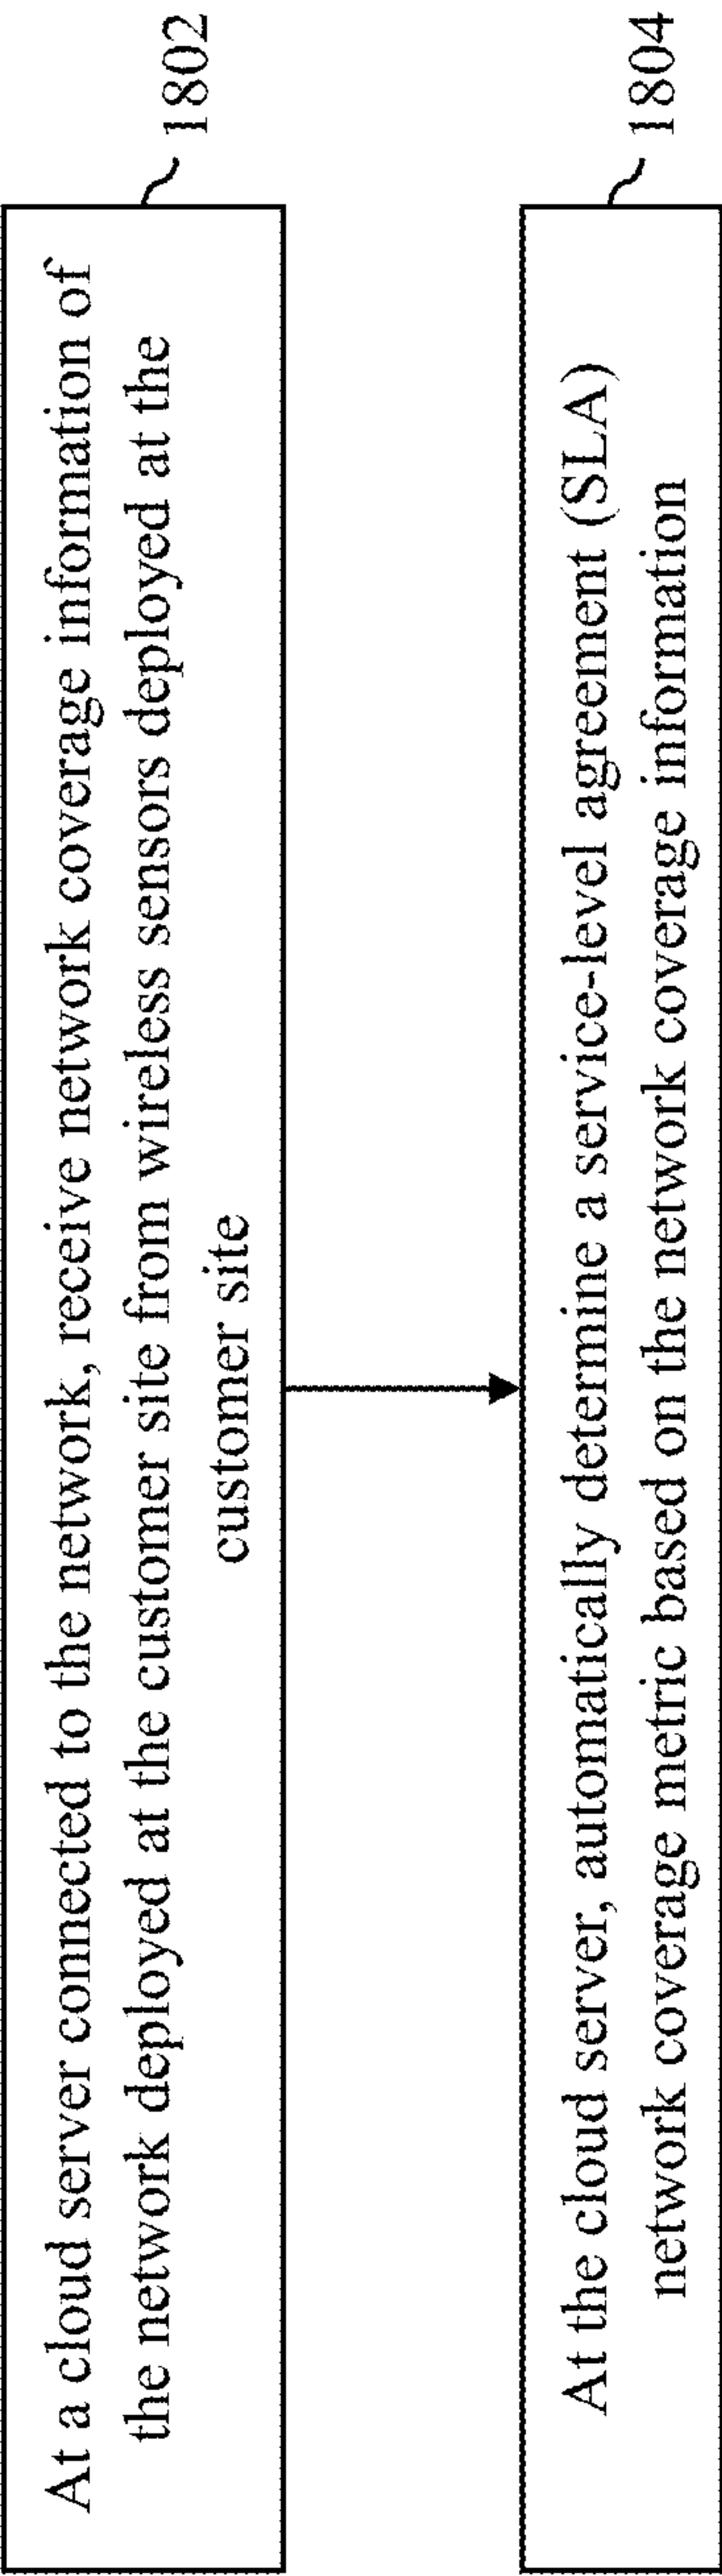 At a cloud server connected to the network, receive network coverage information of
the network deployed at the customer site from wireless sensors deployed at the
customer site
1802
At the cloud server, automatically determine a service-level agreement (SLA)
network coverage metric based on the network coverage information
1804